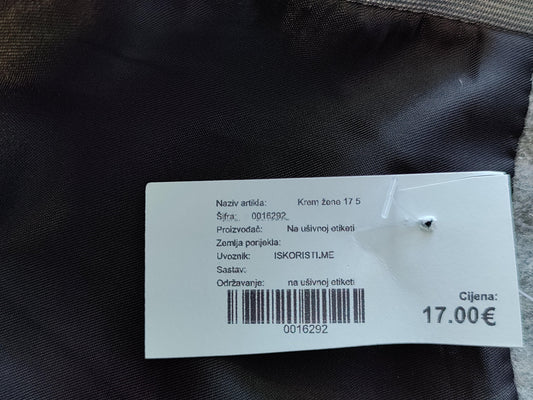 Naziv artikla: Krem žene 17 5
Šifra: 0016292
Proizvođač: Na ušivnoj etiketi
Zemlja porijekla:
Uvoznik: ISKORISTI.ME
Sastav:
Održavanje: na ušivnoj etiketi
0016292
Cijena:
17.00€